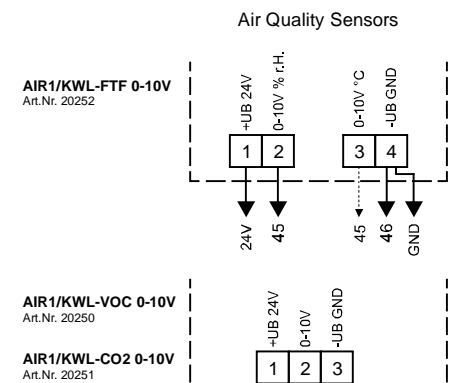 Air Quality Sensors
AIR1/KWL-FTF 0-10V
Art.Nr. 20252
+UB 24V
0-10V % r.H.
0-10V °C
-UB GND
1 2 3 4
24V
45
45
46
GND
AIR1/KWL-VOC 0-10V
Art.Nr. 20250
AIR1/KWL-CO2 0-10V
Art.Nr. 20251
+UB 24V
0-10V
-UB GND
1 2 3